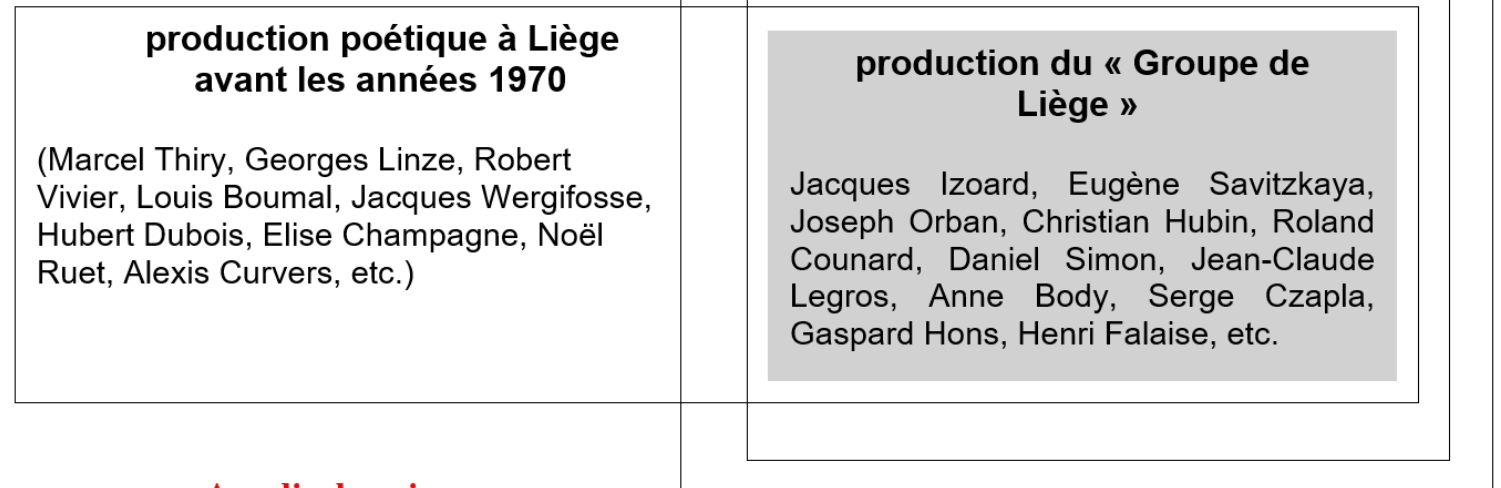 production poétique à Liège
avant les années 1970
(Marcel Thiry, Georges Linze, Robert
Vivier, Louis Boumal, Jacques Wergifosse,
Hubert Dubois, Elise Champagne, Noël
Ruet, Alexis Curvers, etc.)
production du « Groupe de
Liège »
Jacques Izoard, Eugène Savitzkaya,
Joseph Orban, Christian Hubin, Roland
Counard, Daniel Simon, Jean-Claude
Legros, Anne Body, Serge Czapla,
Gaspard Hons, Henri Falaise, etc.